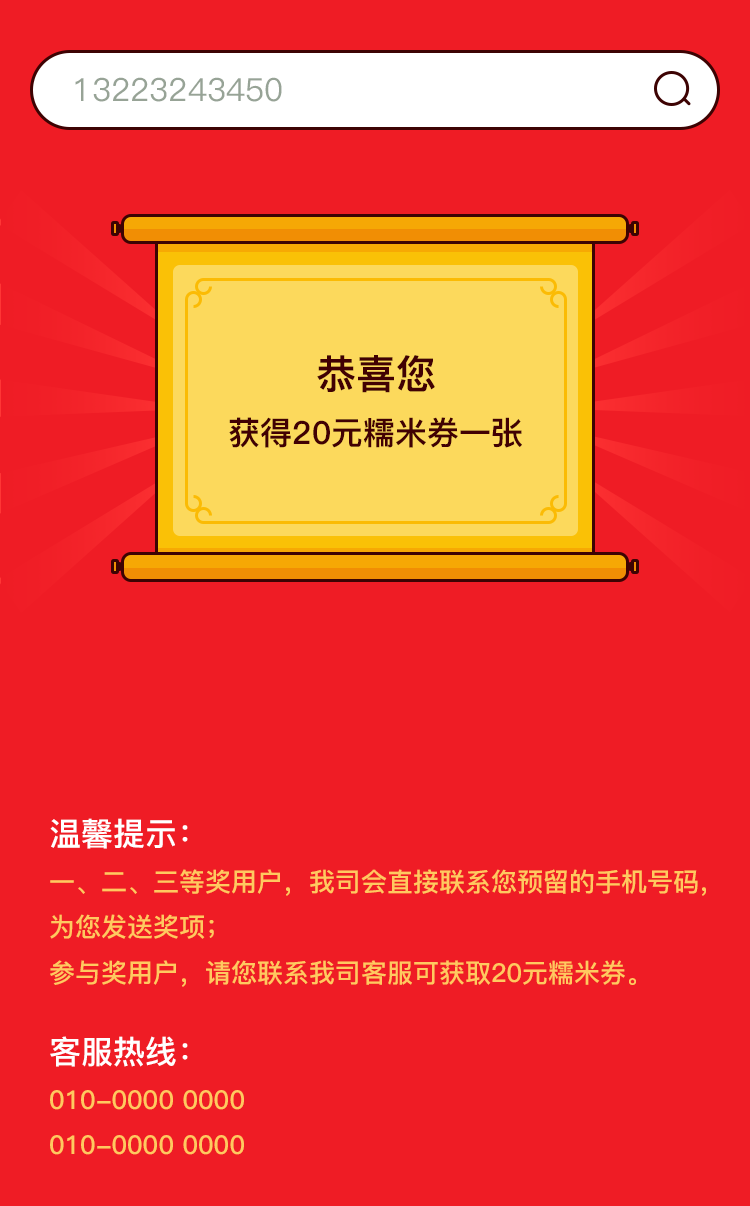 13223243450
恭喜您
获得20元糯米券一张
温馨提示：
一、二、三等奖用户，我司会直接联系您预留的手机号码，
为您发送奖项；
参与奖用户，请您联系我司客服可获取20元糯米券。
客服热线：
010-0000 0000
010-0000 0000